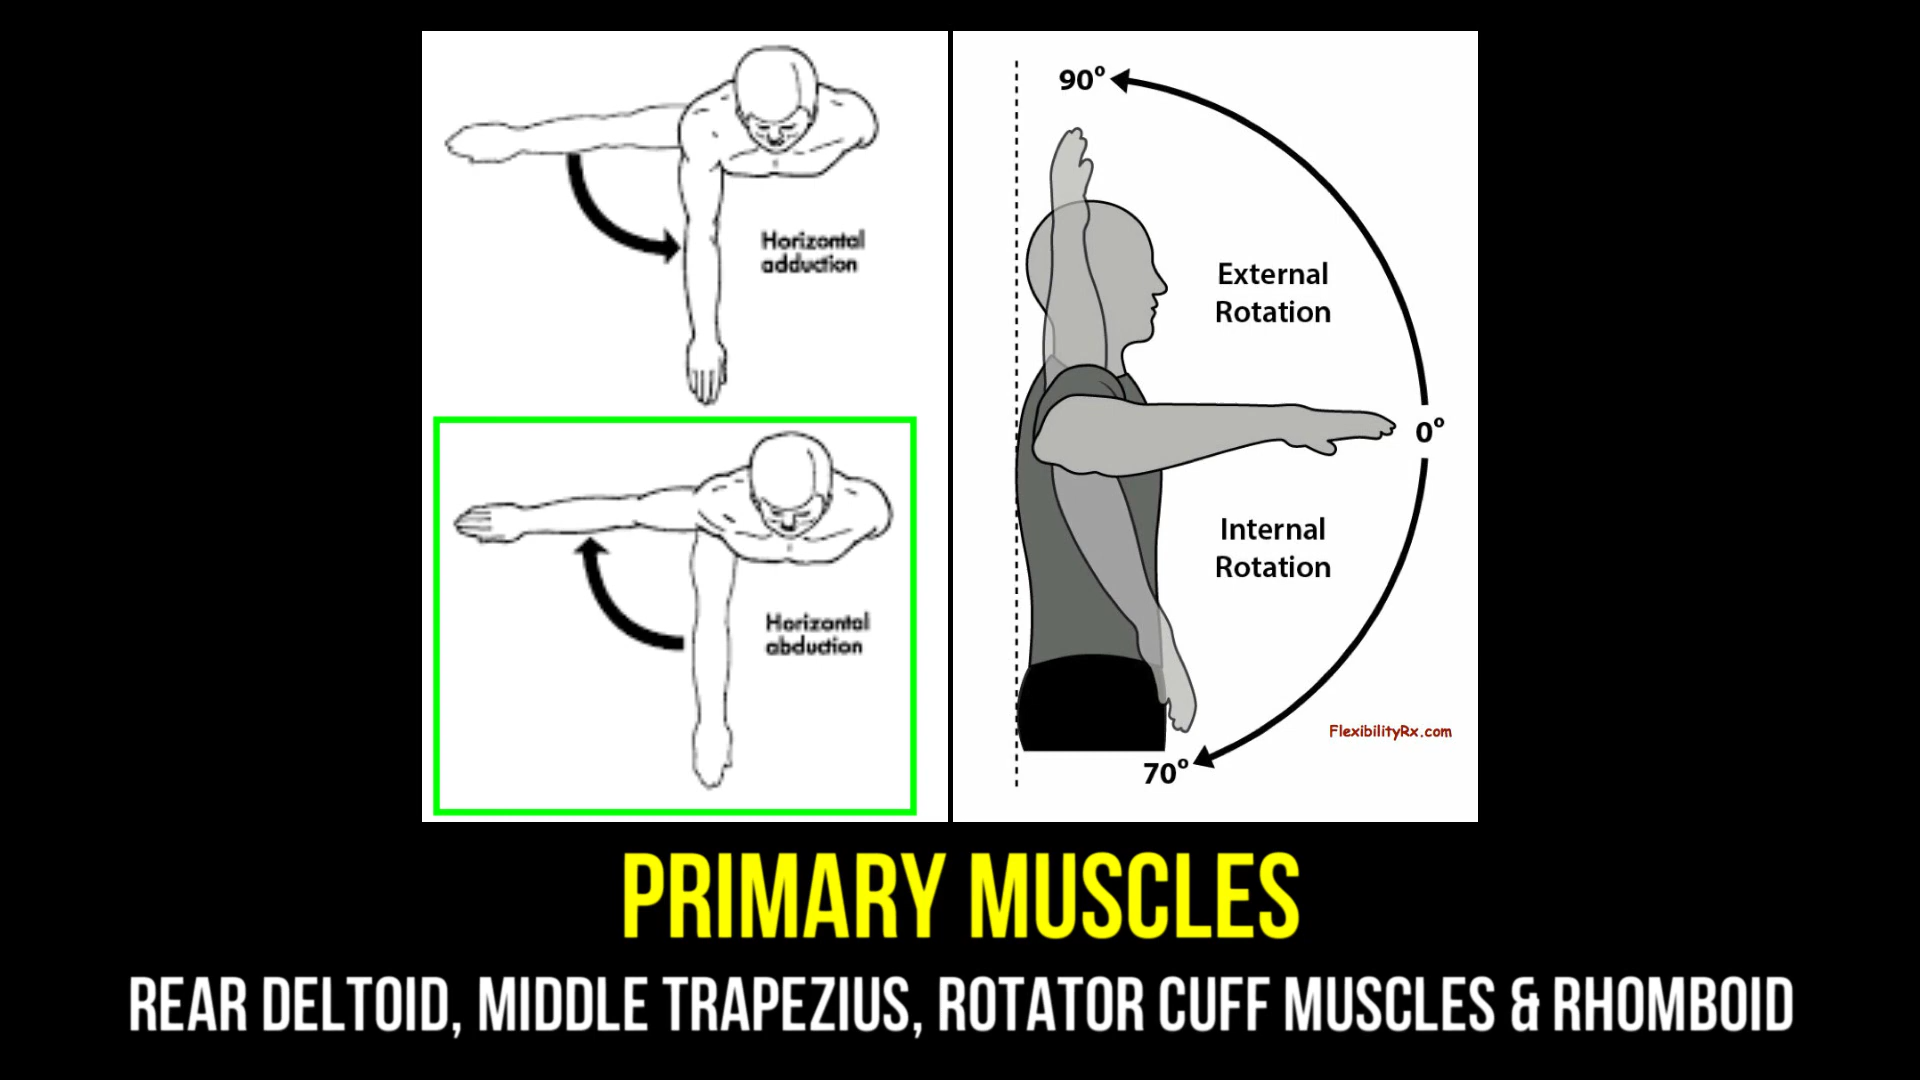 Horizontal
adduction
Horizontal
abduction
90°
External
Rotation
0°
Internal
Rotation
FlexibilityRx.com
70°
PRIMARY MUSCLES
REAR DELTOID, MIDDLE TRAPEZIUS, ROTATOR CUFF MUSCLES & RHOMBOID